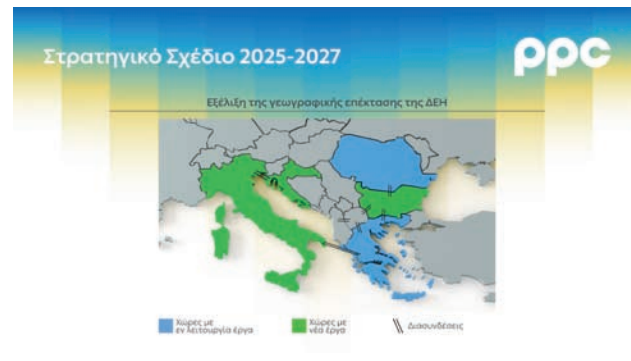 Στρατηγικό Σχέδιο 2025-2027
ppc
Εξέλιξη της γεωγραφικής επέκτασης της ΔΕΗ
Χώρες με
εν λειτουργία έργα
Χώρες με
νέα έργα
Διασυνδέσεις